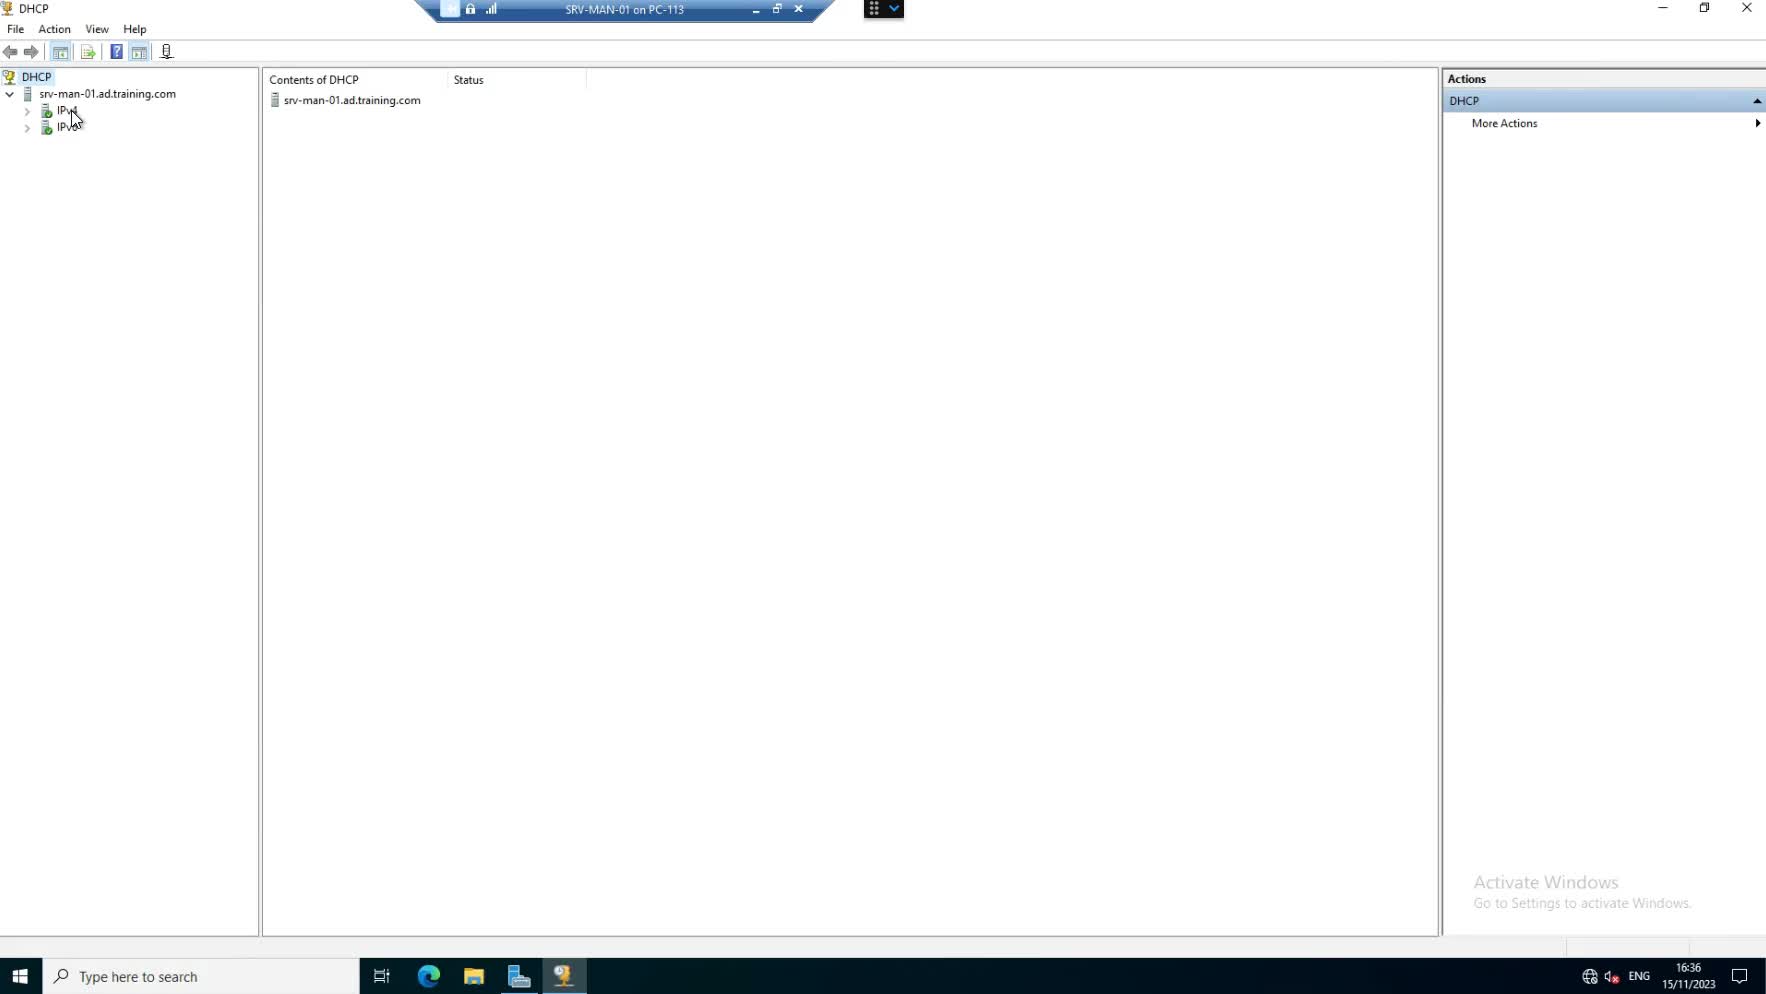 DHCP
SRV-MAN-01 on PC-113
File Action View Help
DHCP
srv-man-01.ad.training.com
IPv4
IPv6
Contents of DHCP Status
srv-man-01.ad.training.com
Actions
DHCP
More Actions
Activate Windows
Go to Settings to activate Windows.
Type here to search
ENG
16:36
15/11/2023